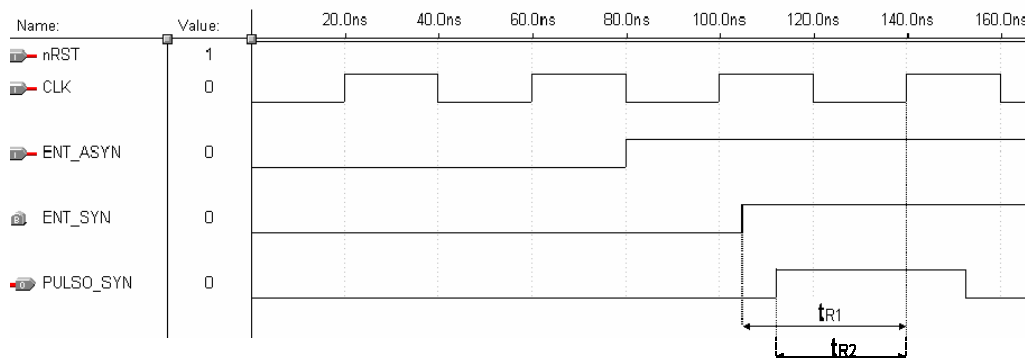 Name: Value: 20.0ns 40.0ns 60.0ns 80.0ns 100.0ns 120.0ns 140.0ns 160.0ns
nRST 1
CLK 0
ENT_ASYN 0
ENT_SYN 0
PULSO_SYN 0
tR1
tR2